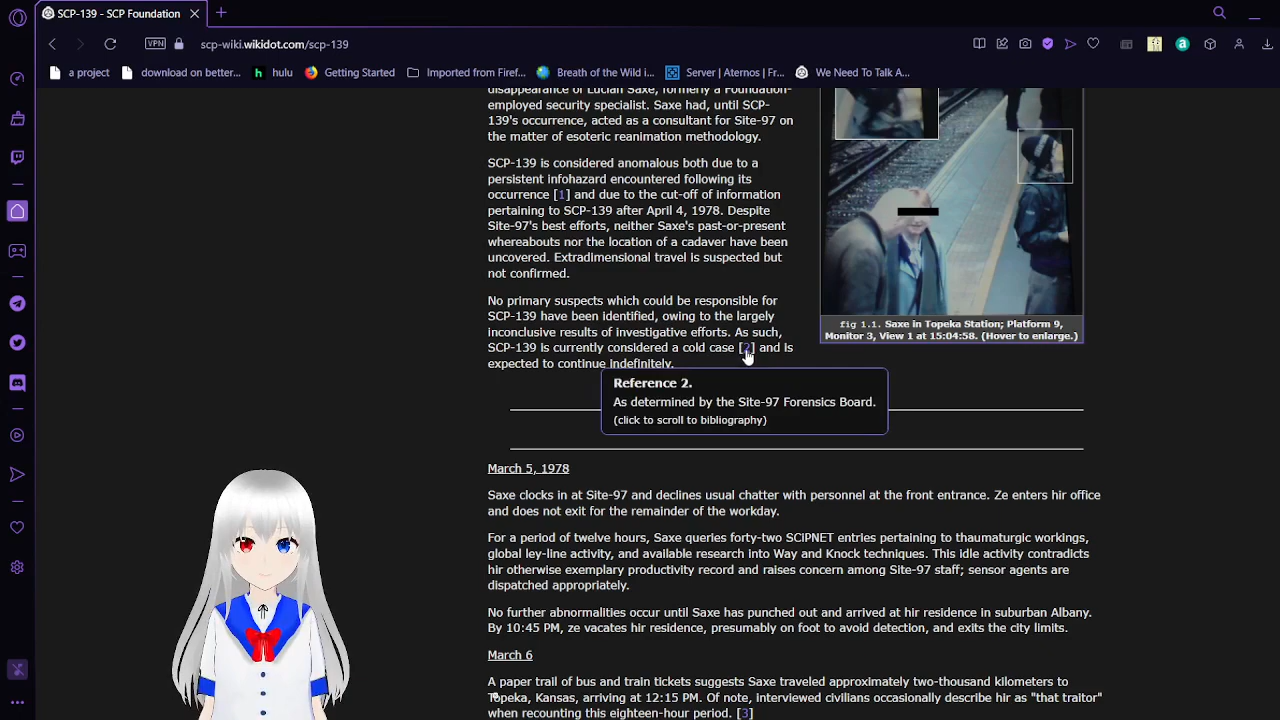 SCP-139 - SCP Foundation
VPN
scp-wiki.wikidot.com/scp-139
a project
download on better...
h hulu
Getting Started
Imported from Firef...
Breath of the Wild i...
Server | Aternos | Fr...
We Need To Talk A...
disappearance of Lucian Saxe, formerly a Foundation-
employed security specialist. Saxe had, until SCP-
139's occurrence, acted as a consultant for Site-97 on
the matter of esoteric reanimation methodology.
SCP-139 is considered anomalous both due to a
persistent infohazard encountered following its
occurrence [1] and due to the cut-off of information
pertaining to SCP-139 after April 4, 1978. Despite
Site-97's best efforts, neither Saxe's past-or-present
whereabouts nor the location of a cadaver have been
uncovered. Extradimensional travel is suspected but
not confirmed.
No primary suspects which could be responsible for
SCP-139 have been identified, owing to the largely
inconclusive results of investigative efforts. As such,
SCP-139 is currently considered a cold case [2] and is
expected to continue indefinitely.
fig 1.1. Saxe in Topeka Station; Platform 9,
Monitor 3, View 1 at 15:04:58. (Hover to enlarge.)
Reference 2.
As determined by the Site-97 Forensics Board.
(click to scroll to bibliography)
March 5, 1978
Saxe clocks in at Site-97 and declines usual chatter with personnel at the front entrance. Ze enters hir office
and does not exit for the remainder of the workday.
For a period of twelve hours, Saxe queries forty-two SCIPNET entries pertaining to thaumaturgic workings,
global ley-line activity, and available research into Way and Knock techniques. This idle activity contradicts
hir otherwise exemplary productivity record and raises concern among Site-97 staff; sensor agents are
dispatched appropriately.
No further abnormalities occur until Saxe has punched out and arrived at hir residence in suburban Albany.
By 10:45 PM, ze vacates hir residence, presumably on foot to avoid detection, and exits the city limits.
March 6
A paper trail of bus and train tickets suggests Saxe traveled approximately two-thousand kilometers to
Topeka, Kansas, arriving at 12:15 PM. Of note, interviewed civilians occasionally describe hir as "that traitor"
when recounting this eighteen-hour period. [3]